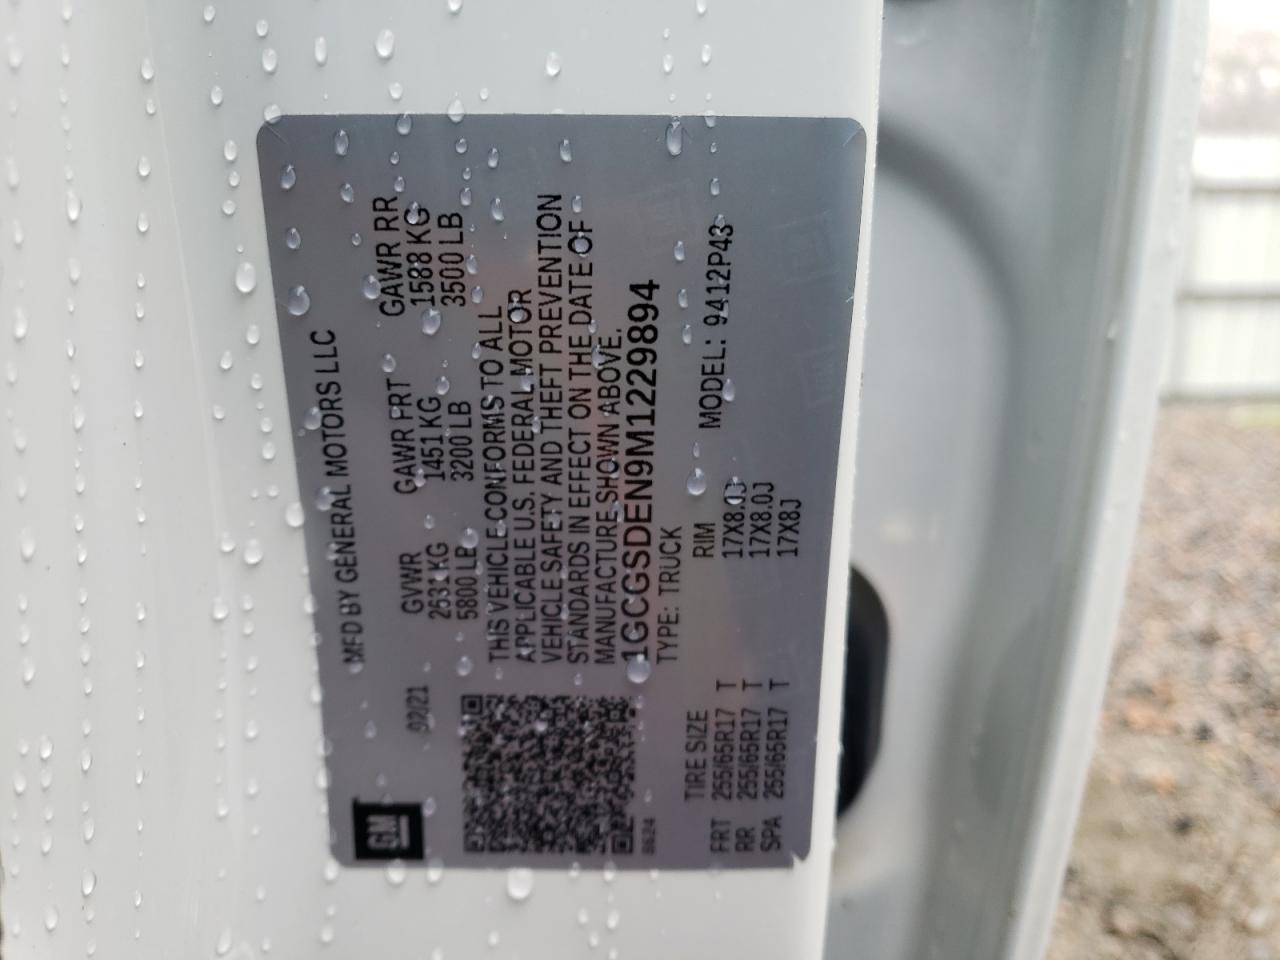 GM
MFD BY GENERAL MOTORS LLC
02/21
GVWR GAWR FRT GAWR RR
2631 KG 1451 KG 1588 KG
5800 LB 3200 LB 3500 LB
THIS VEHICLE CONFORMS TO ALL
APPLICABLE U.S. FEDERAL MOTOR
VEHICLE SAFETY AND THEFT PREVENTION
STANDARDS IN EFFECT ON THE DATE OF
MANUFACTURE SHOWN ABOVE.
1GCGSDEN9M1229894
TYPE: TRUCK
MODEL: 9412P43
TIRE SIZE RIM
FRT 255/65R17 T 17X8.0J
RR 255/65R17 T 17X8.0J
SPA 255/65R17 T 17X8J